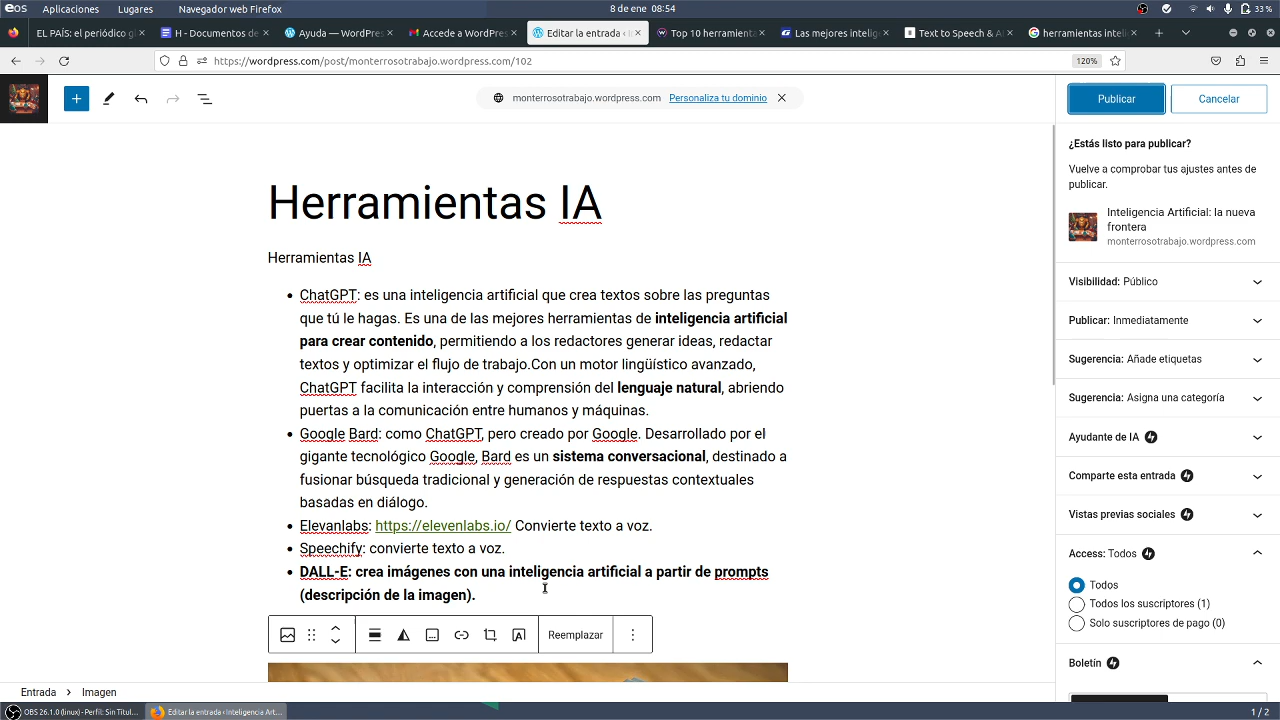 Aplicaciones Lugares Navegador web Firefox 8 de ene 08:54 33 %
EL PAÍS: el periódico gl H - Documentos de Ayuda — WordPres Accede a WordPres Editar la entrada ‹ Top 10 herramient Las mejores intelig Text to Speech & A herramientas inteli
https://wordpress.com/post/monterrosotrabajo.wordpress.com/102 120%
monterrosotrabajo.wordpress.com Personaliza tu dominio
Publicar Cancelar
Herramientas IA
Herramientas IA
ChatGPT: es una inteligencia artificial que crea textos sobre las preguntas
que tú le hagas. Es una de las mejores herramientas de inteligencia artificial
para crear contenido, permitiendo a los redactores generar ideas, redactar
textos y optimizar el flujo de trabajo.Con un motor lingüístico avanzado,
ChatGPT facilita la interacción y comprensión del lenguaje natural, abriendo
puertas a la comunicación entre humanos y máquinas.
Google Bard: como ChatGPT, pero creado por Google. Desarrollado por el
gigante tecnológico Google, Bard es un sistema conversacional, destinado a
fusionar búsqueda tradicional y generación de respuestas contextuales
basadas en diálogo.
Elevanlabs: https://elevenlabs.io/ Convierte texto a voz.
Speechify: convierte texto a voz.
DALL-E: crea imágenes con una inteligencia artificial a partir de prompts
(descripción de la imagen).
Reemplazar
¿Estás listo para publicar?
Vuelve a comprobar tus ajustes antes de
publicar.
Inteligencia Artificial: la nueva
frontera
monterrosotrabajo.wordpress.com
Visibilidad: Público
Publicar: Inmediatamente
Sugerencia: Añade etiquetas
Sugerencia: Asigna una categoría
Ayudante de IA
Comparte esta entrada
Vistas previas sociales
Access: Todos
Todos
Todos los suscriptores (1)
Solo suscriptores de pago (0)
Boletín
Entrada Imagen
OBS 26.1.0 (linux) - Perfil: Sin Titul... Editar la entrada ‹ Inteligencia Art... 1 / 2